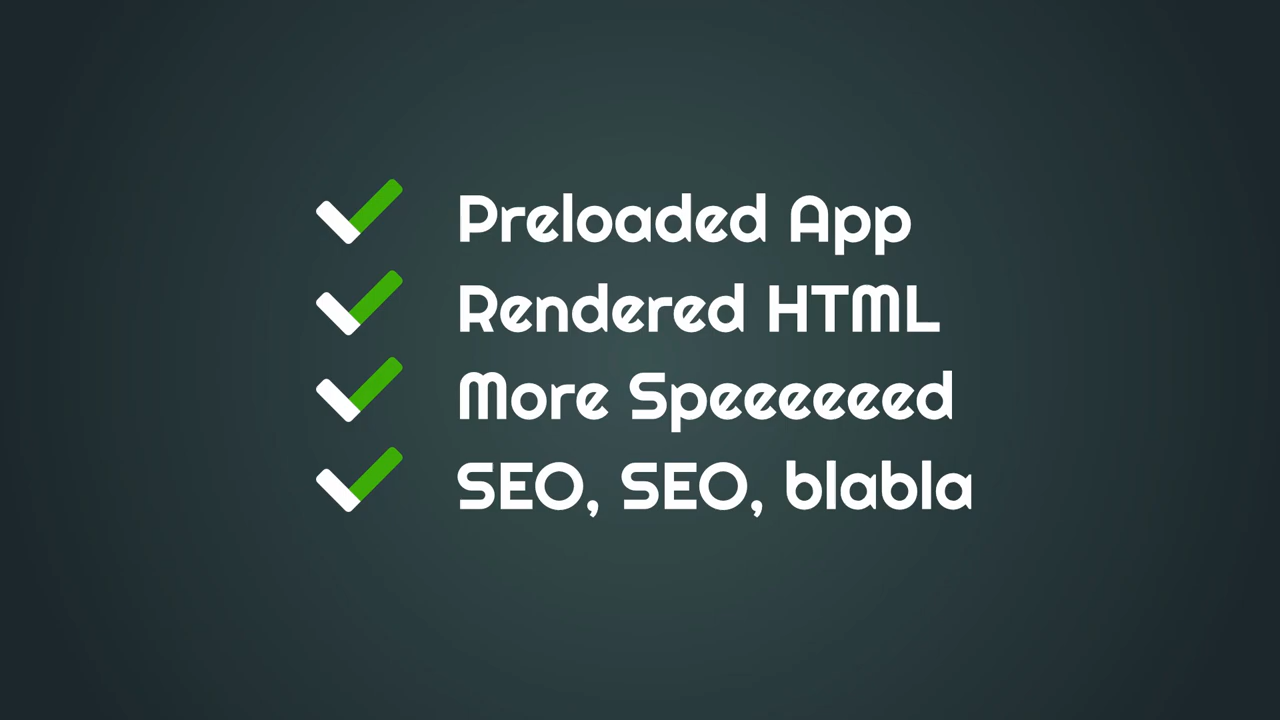 Preloaded App
Rendered HTML
More Speeeeeed
SEO, SEO, blabla